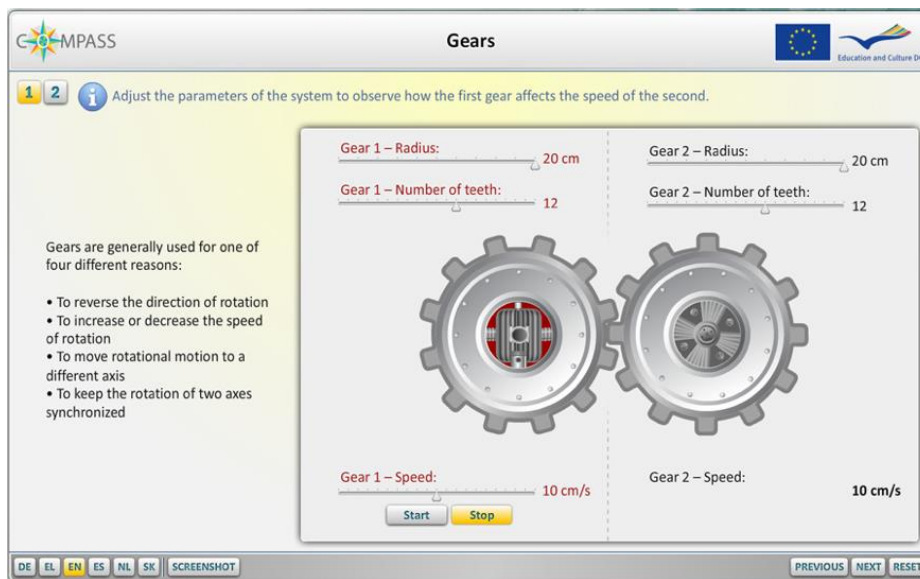 COMPASS
Gears
Education and Culture D
1 2
Adjust the parameters of the system to observe how the first gear affects the speed of the second.
Gear 1 – Radius:
20 cm
Gear 1 – Number of teeth:
12
Gear 2 – Radius:
20 cm
Gear 2 – Number of teeth:
12
Gears are generally used for one of
four different reasons:
• To reverse the direction of rotation
• To increase or decrease the speed
of rotation
• To move rotational motion to a
different axis
• To keep the rotation of two axes
synchronized
Gear 1 – Speed:
10 cm/s
Start Stop
Gear 2 – Speed:
10 cm/s
DE EL EN ES NL SK SCREENSHOT
PREVIOUS NEXT RESET